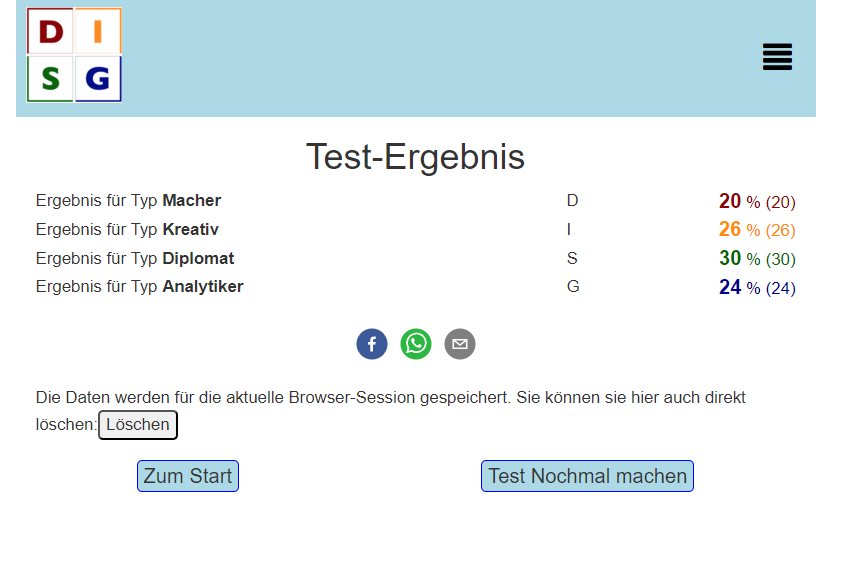 D I
S G
Test-Ergebnis
Ergebnis für Typ Macher D 20 % (20)
Ergebnis für Typ Kreativ I 26 % (26)
Ergebnis für Typ Diplomat S 30 % (30)
Ergebnis für Typ Analytiker G 24 % (24)
Die Daten werden für die aktuelle Browser-Session gespeichert. Sie können sie hier auch direkt
löschen: Löschen
Zum Start Test Nochmal machen